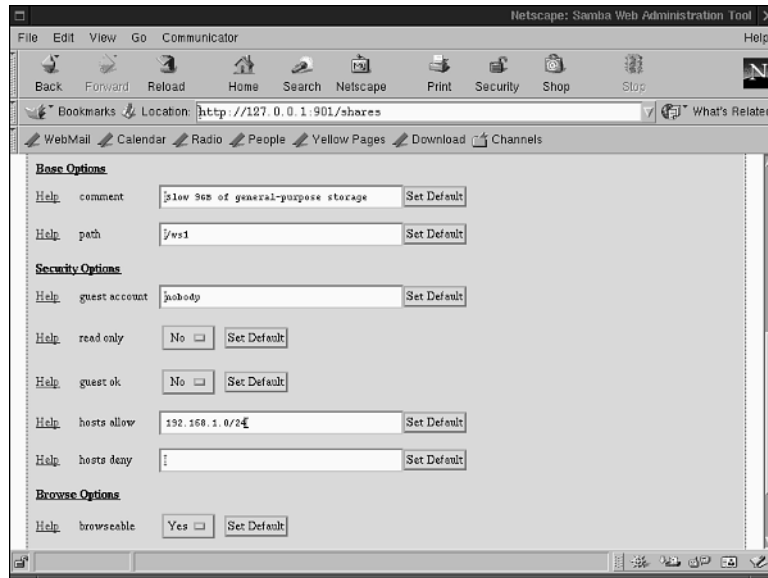 Netscape: Samba Web Administration Tool
File Edit View Go Communicator Help
Back Forward Reload Home Search Netscape Print Security Shop Stop
Bookmarks Location: http://127.0.0.1:901/shares What's Related
WebMail Calendar Radio People Yellow Pages Download Channels
Base Options
Help comment slow 9GB of general-purpose storage Set Default
Help path /ws1 Set Default
Security Options
Help guest account nobody Set Default
Help read only No Set Default
Help guest ok No Set Default
Help hosts allow 192.168.1.0/24 Set Default
Help hosts deny Set Default
Browse Options
Help browseable Yes Set Default